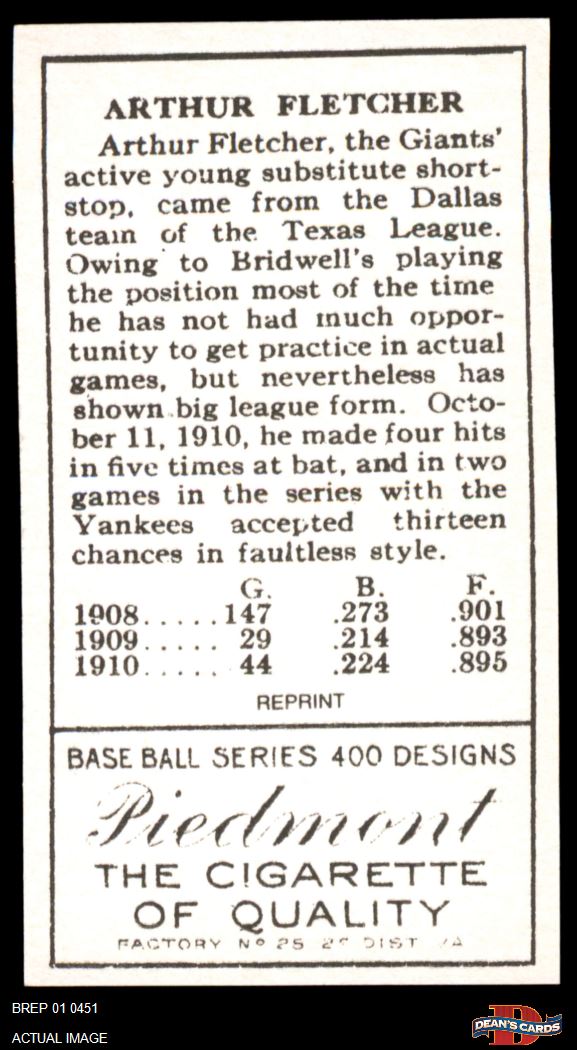 ARTHUR FLETCHER
Arthur Fletcher, the Giants'
active young substitute short-
stop, came from the Dallas
team of the Texas League.
Owing to Bridwell's playing
the position most of the time
he has not had much oppor-
tunity to get practice in actual
games, but nevertheless has
shown big league form. Octo-
ber 11, 1910, he made four hits
in five times at bat, and in two
games in the series with the
Yankees accepted thirteen
chances in faultless style.
G. B. F.
1908.....147 .273 .901
1909..... 29 .214 .893
1910..... 44 .224 .895
REPRINT
BASE BALL SERIES 400 DESIGNS
Piedmont
THE CIGARETTE
OF QUALITY
FACTORY Nº 25 2ᴰ DIST VA
BREP 01 0451
ACTUAL IMAGE
D
DEAN'S CARDS